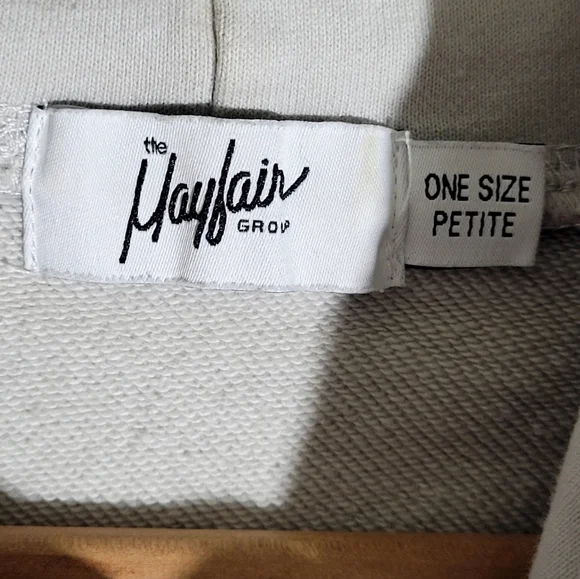 the
Mayfair
GROUP
ONE SIZE
PETITE